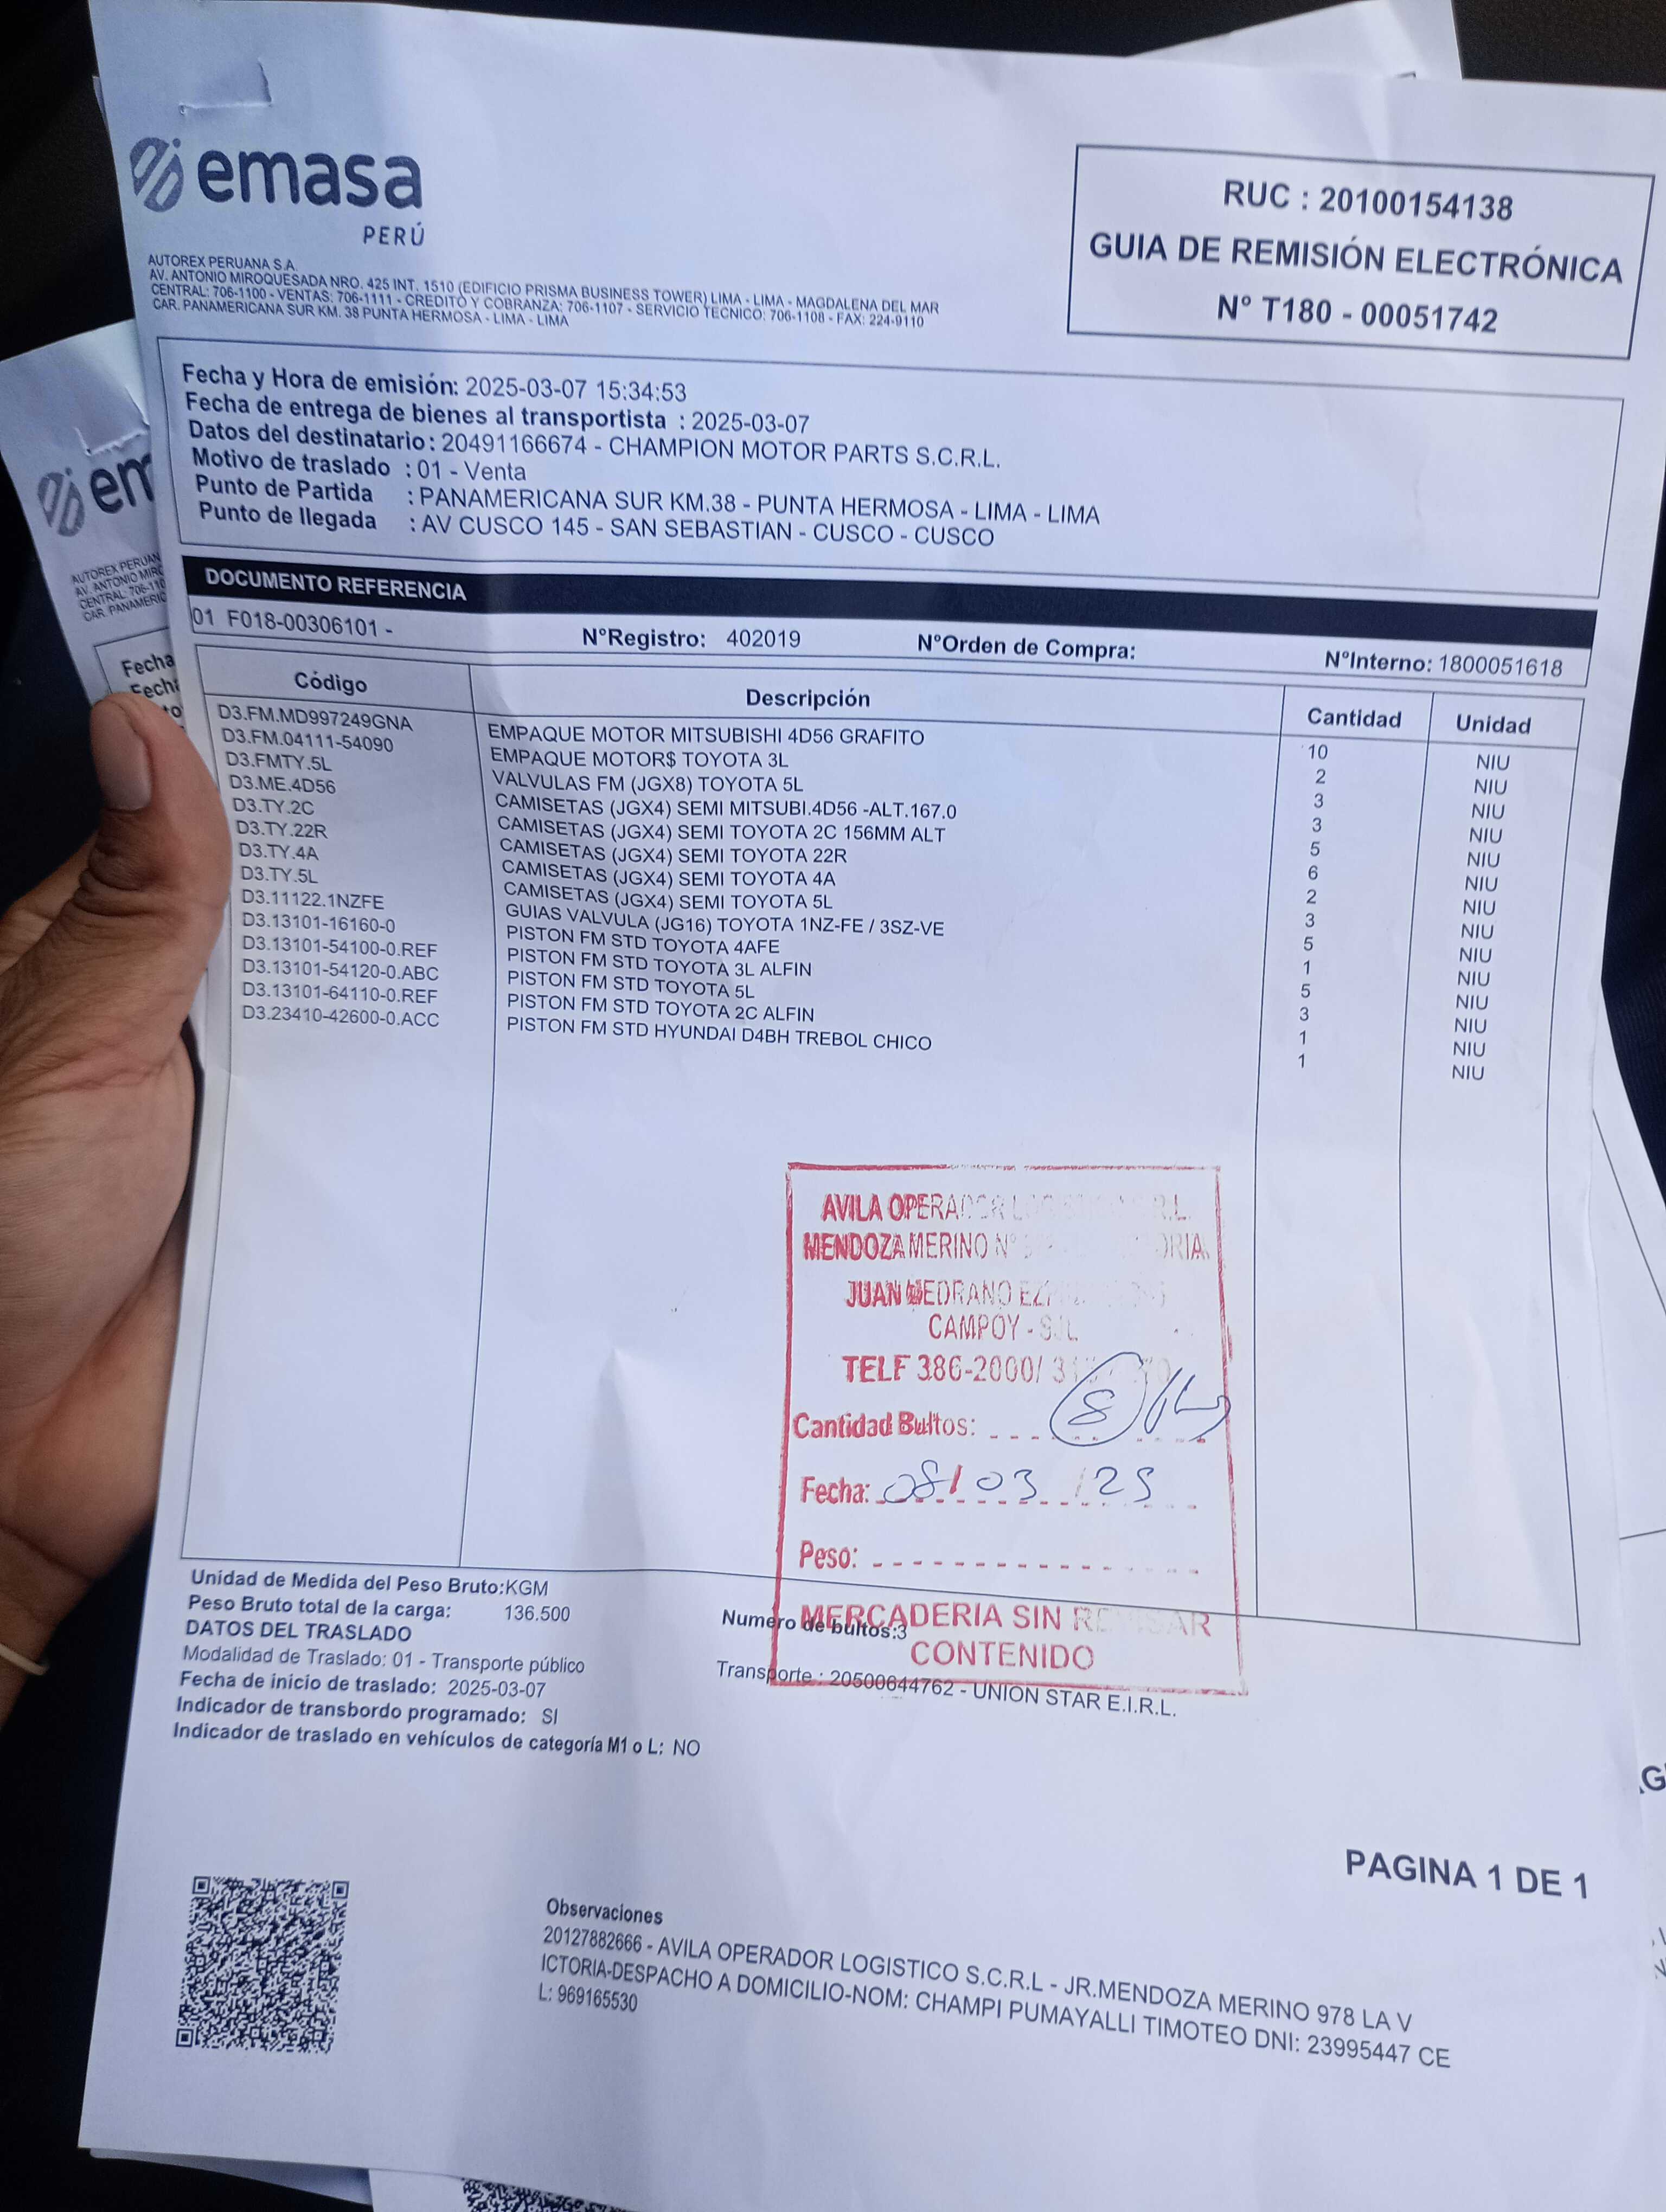 emasa
PERÚ
AUTOREX PERUANA S.A.
AV. ANTONIO MIROQUESADA NRO. 425 INT. 1510 (EDIFICIO PRISMA BUSINESS TOWER) LIMA - LIMA - MAGDALENA DEL MAR
CENTRAL: 706-1100 - VENTAS: 706-1111 - CREDITO Y COBRANZA: 706-1107 - SERVICIO TECNICO: 706-1108 - FAX: 224-9110
CAR. PANAMERICANA SUR KM. 38 PUNTA HERMOSA - LIMA - LIMA
RUC : 20100154138
GUIA DE REMISIÓN ELECTRÓNICA
N° T180 - 00051742
Fecha y Hora de emisión: 2025-03-07 15:34:53
Fecha de entrega de bienes al transportista : 2025-03-07
Datos del destinatario : 20491166674 - CHAMPION MOTOR PARTS S.C.R.L.
Motivo de traslado : 01 - Venta
Punto de Partida : PANAMERICANA SUR KM.38 - PUNTA HERMOSA - LIMA - LIMA
Punto de llegada : AV CUSCO 145 - SAN SEBASTIAN - CUSCO - CUSCO
DOCUMENTO REFERENCIA
01 F018-00306101 - N°Registro: 402019 N°Orden de Compra: N°Interno: 1800051618
Código Descripción Cantidad Unidad
D3.FM.MD997249GNA EMPAQUE MOTOR MITSUBISHI 4D56 GRAFITO 10 NIU
D3.FM.04111-54090 EMPAQUE MOTOR$ TOYOTA 3L 2 NIU
D3.FMTY.5L VALVULAS FM (JGX8) TOYOTA 5L 3 NIU
D3.ME.4D56 CAMISETAS (JGX4) SEMI MITSUBI.4D56 -ALT.167.0 3 NIU
D3.TY.2C CAMISETAS (JGX4) SEMI TOYOTA 2C 156MM ALT 5 NIU
D3.TY.22R CAMISETAS (JGX4) SEMI TOYOTA 22R 6 NIU
D3.TY.4A CAMISETAS (JGX4) SEMI TOYOTA 4A 2 NIU
D3.TY.5L CAMISETAS (JGX4) SEMI TOYOTA 5L 3 NIU
D3.11122.1NZFE GUIAS VALVULA (JG16) TOYOTA 1NZ-FE / 3SZ-VE 5 NIU
D3.13101-16160-0 PISTON FM STD TOYOTA 4AFE 1 NIU
D3.13101-54100-0.REF PISTON FM STD TOYOTA 3L ALFIN 5 NIU
D3.13101-54120-0.ABC PISTON FM STD TOYOTA 5L 3 NIU
D3.13101-64110-0.REF PISTON FM STD TOYOTA 2C ALFIN 1 NIU
D3.23410-42600-0.ACC PISTON FM STD HYUNDAI D4BH TREBOL CHICO 1 NIU
AVILA OPERADOR
MENDOZA MERINO N°
JUAN MEDRANO
CAMPOY - SJL
TELF 386-2000/
Cantidad Bultos: 8
Fecha: 08/03/25
Peso:
MERCADERIA SIN REVISAR
CONTENIDO
Unidad de Medida del Peso Bruto:KGM
Peso Bruto total de la carga: 136.500 Numero de bultos:3
DATOS DEL TRASLADO
Modalidad de Traslado: 01 - Transporte público Transporte : 20500644762 - UNION STAR E.I.R.L.
Fecha de inicio de traslado: 2025-03-07
Indicador de transbordo programado: SI
Indicador de traslado en vehículos de categoría M1 o L: NO
PAGINA 1 DE 1
Observaciones
20127882666 - AVILA OPERADOR LOGISTICO S.C.R.L - JR.MENDOZA MERINO 978 LA V
ICTORIA-DESPACHO A DOMICILIO-NOM: CHAMPI PUMAYALLI TIMOTEO DNI: 23995447 CE
L: 969165530